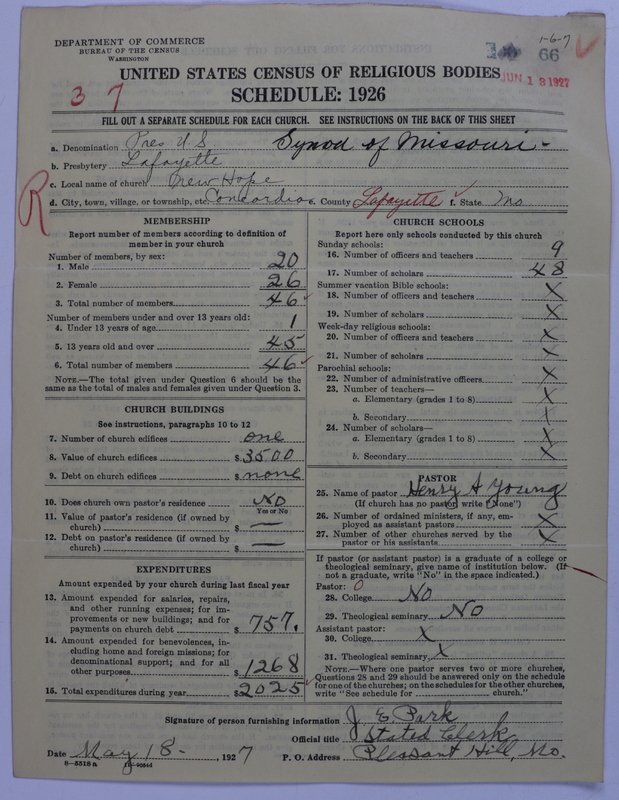 DEPARTMENT OF COMMERCE
BUREAU OF THE CENSUS
WASHINGTON
1-6-7
66
JUN 13 1927
UNITED STATES CENSUS OF RELIGIOUS BODIES
3 7
SCHEDULE: 1926
FILL OUT A SEPARATE SCHEDULE FOR EACH CHURCH. SEE INSTRUCTIONS ON THE BACK OF THIS SHEET
a. Denomination Pres U.S Synod of Missouri-
b. Presbytery Lafayette
c. Local name of church New Hope
R
d. City, town, village, or township, etc. Concordia e. County Lafayette f. State Mo.
MEMBERSHIP
Report number of members according to definition of
member in your church
Number of members, by sex:
1. Male 20
2. Female 26
3. Total number of members 46
Number of members under and over 13 years old:
4. Under 13 years of age 1
5. 13 years old and over 45
6. Total number of members 46
NOTE.—The total given under Question 6 should be the
same as the total of males and females given under Question 3.
CHURCH BUILDINGS
See instructions, paragraphs 10 to 12
7. Number of church edifices one
8. Value of church edifices $ 3500
9. Debt on church edifices $ none
10. Does church own pastor's residence No
Yes or No
11. Value of pastor's residence (if owned by
church) $ —
12. Debt on pastor's residence (if owned by
church) $ —
EXPENDITURES
Amount expended by your church during last fiscal year
13. Amount expended for salaries, repairs,
and other running expenses; for im-
provements or new buildings; and for
payments on church debt $ 757.
14. Amount expended for benevolences, in-
cluding home and foreign missions; for
denominational support; and for all
other purposes $ 1268
15. Total expenditures during year $ 2025
CHURCH SCHOOLS
Report here only schools conducted by this church
Sunday schools:
16. Number of officers and teachers 9
17. Number of scholars 48
Summer vacation Bible schools:
18. Number of officers and teachers X
19. Number of scholars X
Week-day religious schools:
20. Number of officers and teachers X
21. Number of scholars X
Parochial schools:
22. Number of administrative officers X
23. Number of teachers—
a. Elementary (grades 1 to 8) X
b. Secondary X
24. Number of scholars—
a. Elementary (grades 1 to 8) X
b. Secondary X
PASTOR
25. Name of pastor Henry A Young
(If church has no pastor, write "None")
26. Number of ordained ministers, if any, em-
ployed as assistant pastors X
27. Number of other churches served by the
pastor or his assistants X
If pastor (or assistant pastor) is a graduate of a college or
theological seminary, give name of institution below. (If
not a graduate, write "No" in the space indicated.)
Pastor: 0
28. College No
29. Theological seminary No
Assistant pastor:
30. College X
31. Theological seminary X
NOTE.—Where one pastor serves two or more churches,
Questions 28 and 29 should be answered only on the schedule
for one of the churches; on the schedules for the other churches,
write "See schedule for church."
Signature of person furnishing information J. E. Park
Official title Stated Clerk
Date May 18-, 1927 P. O. Address Pleasant Hill, Mo.
8—5518a